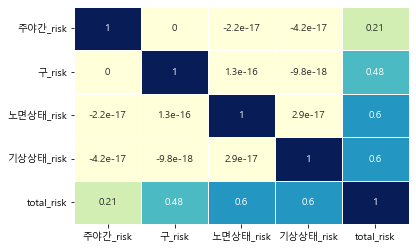 주야간_risk 1 0 -2.2e-17 -4.2e-17 0.21
구_risk 0 1 1.3e-16 -9.8e-18 0.48
노면상태_risk -2.2e-17 1.3e-16 1 2.9e-17 0.6
기상상태_risk -4.2e-17 -9.8e-18 2.9e-17 1 0.6
total_risk 0.21 0.48 0.6 0.6 1
주야간_risk 구_risk 노면상태_risk 기상상태_risk total_risk